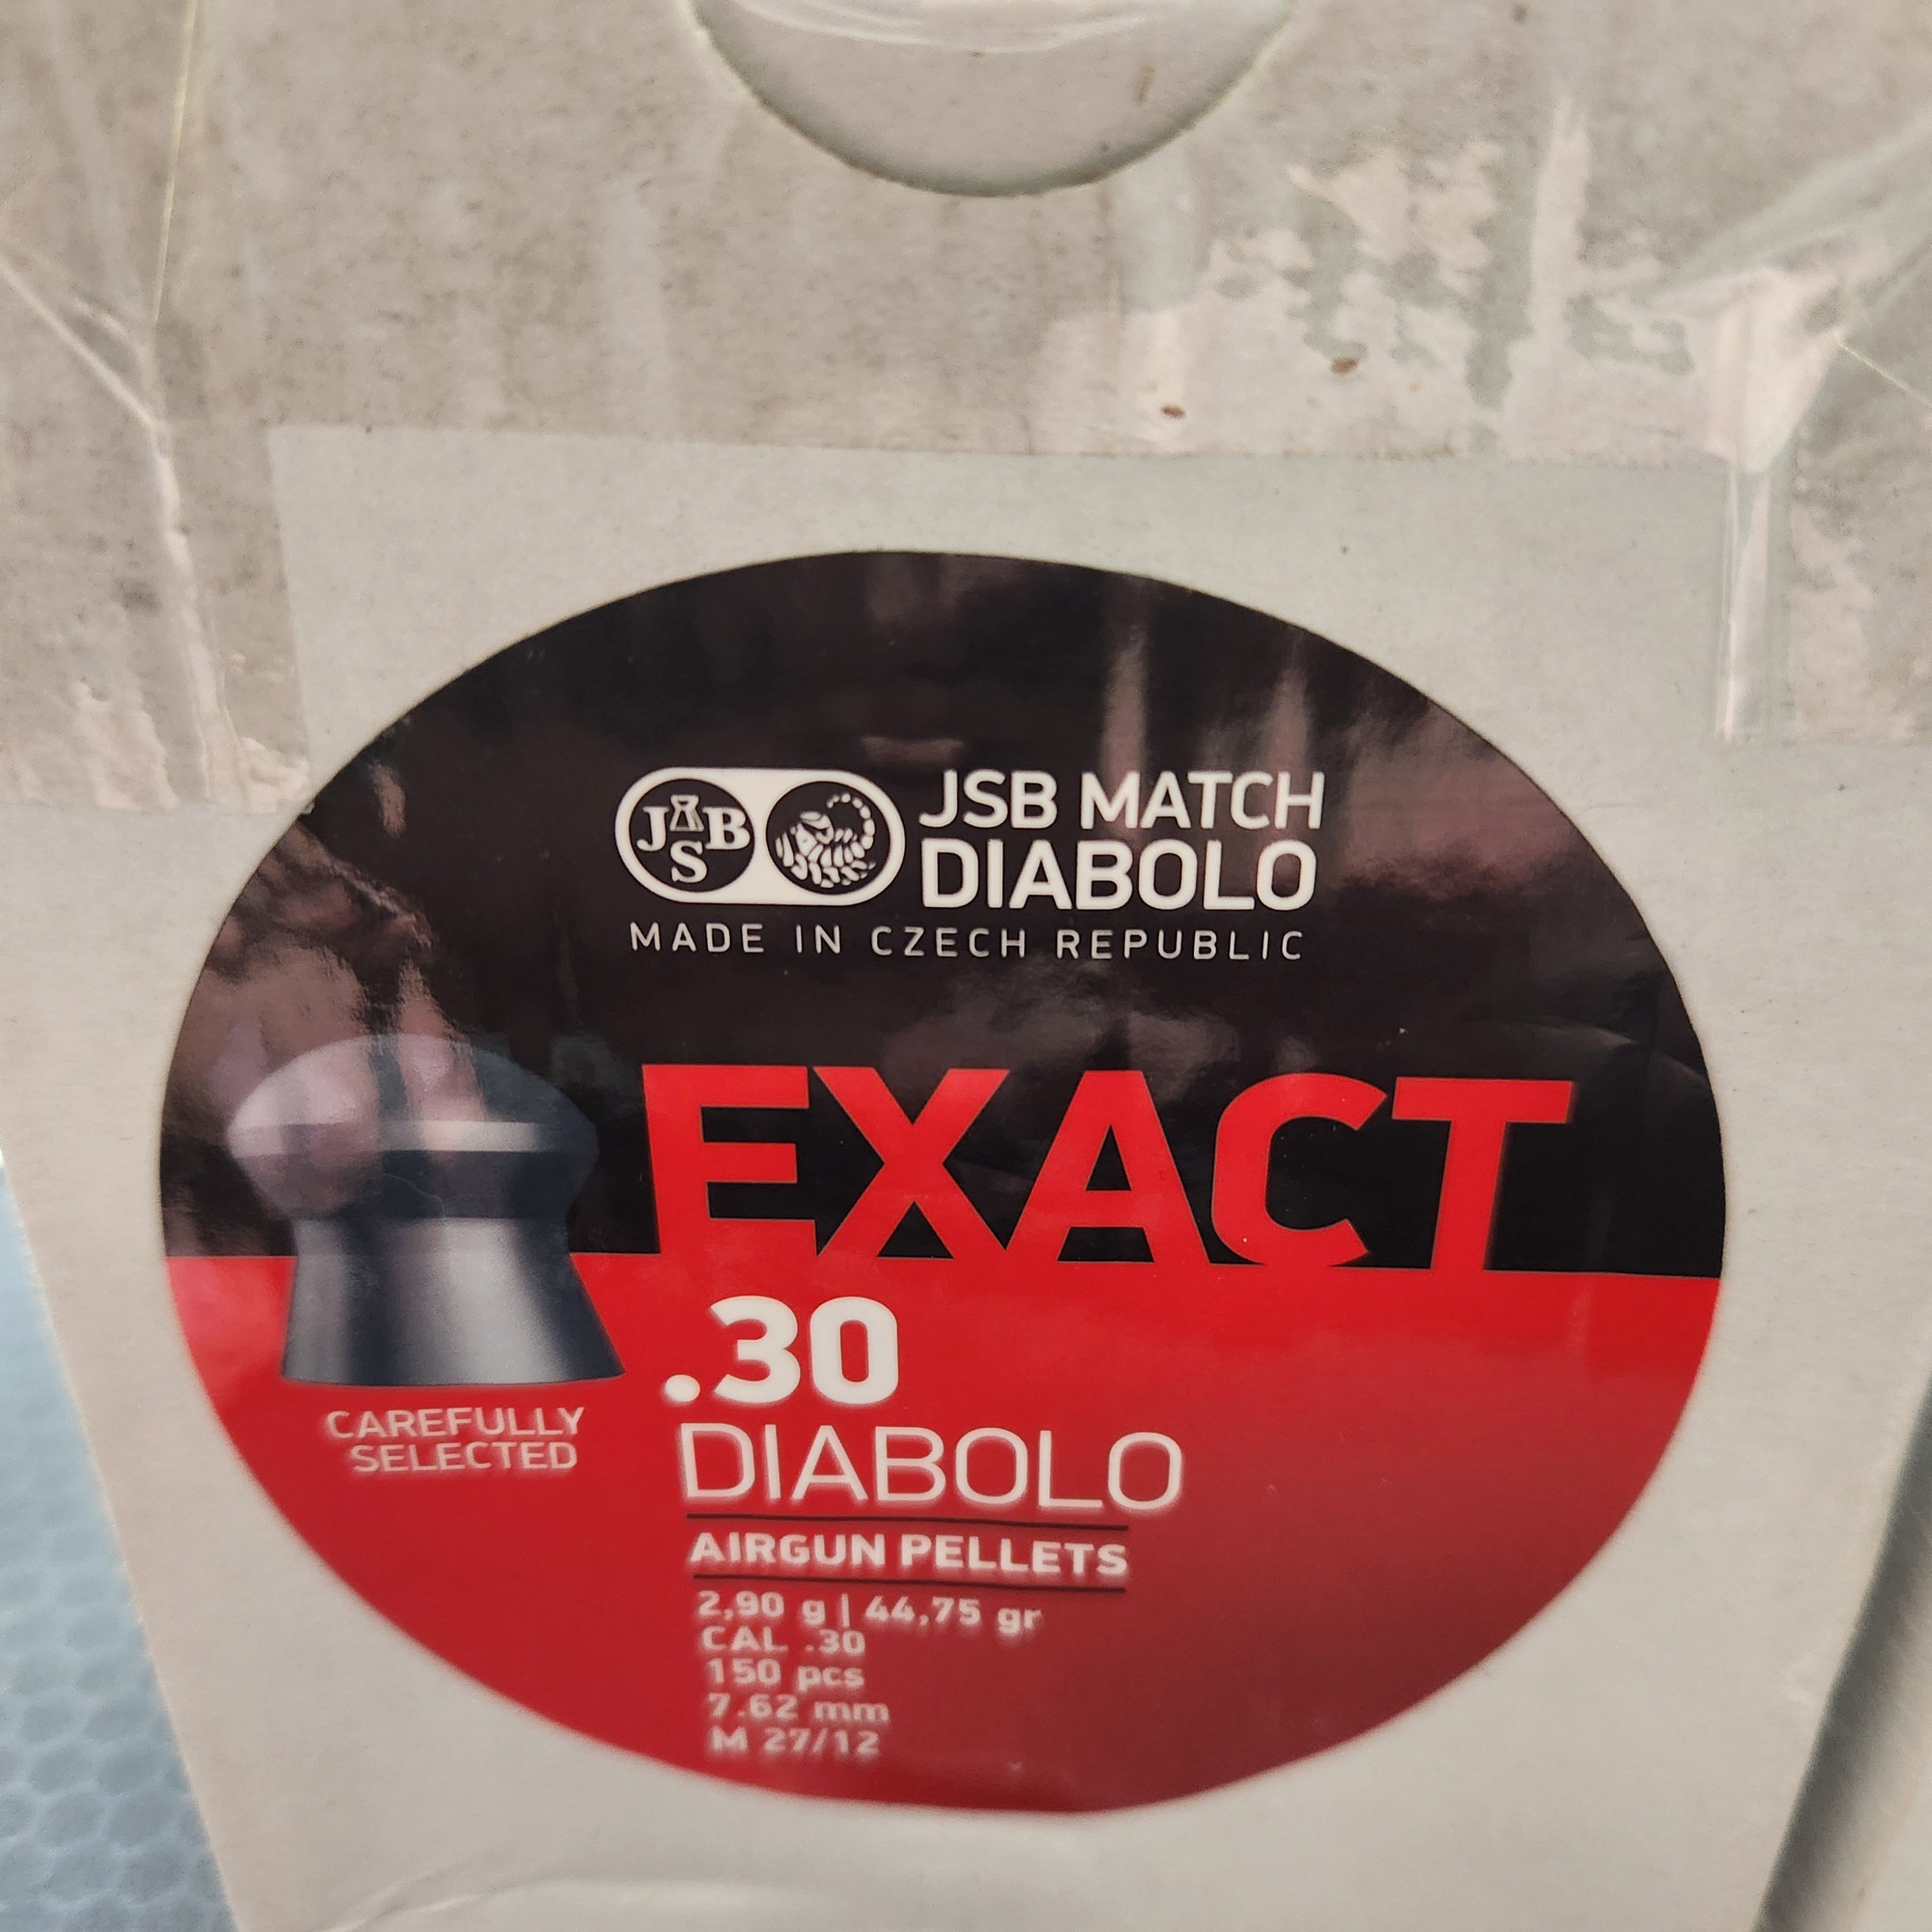 JSB
JSB MATCH
DIABOLO
MADE IN CZECH REPUBLIC
EXACT
.30
DIABOLO
CAREFULLY
SELECTED
AIRGUN PELLETS
2,90 g | 44,75 gr
CAL .30
150 pcs
7.62 mm
M 27/12